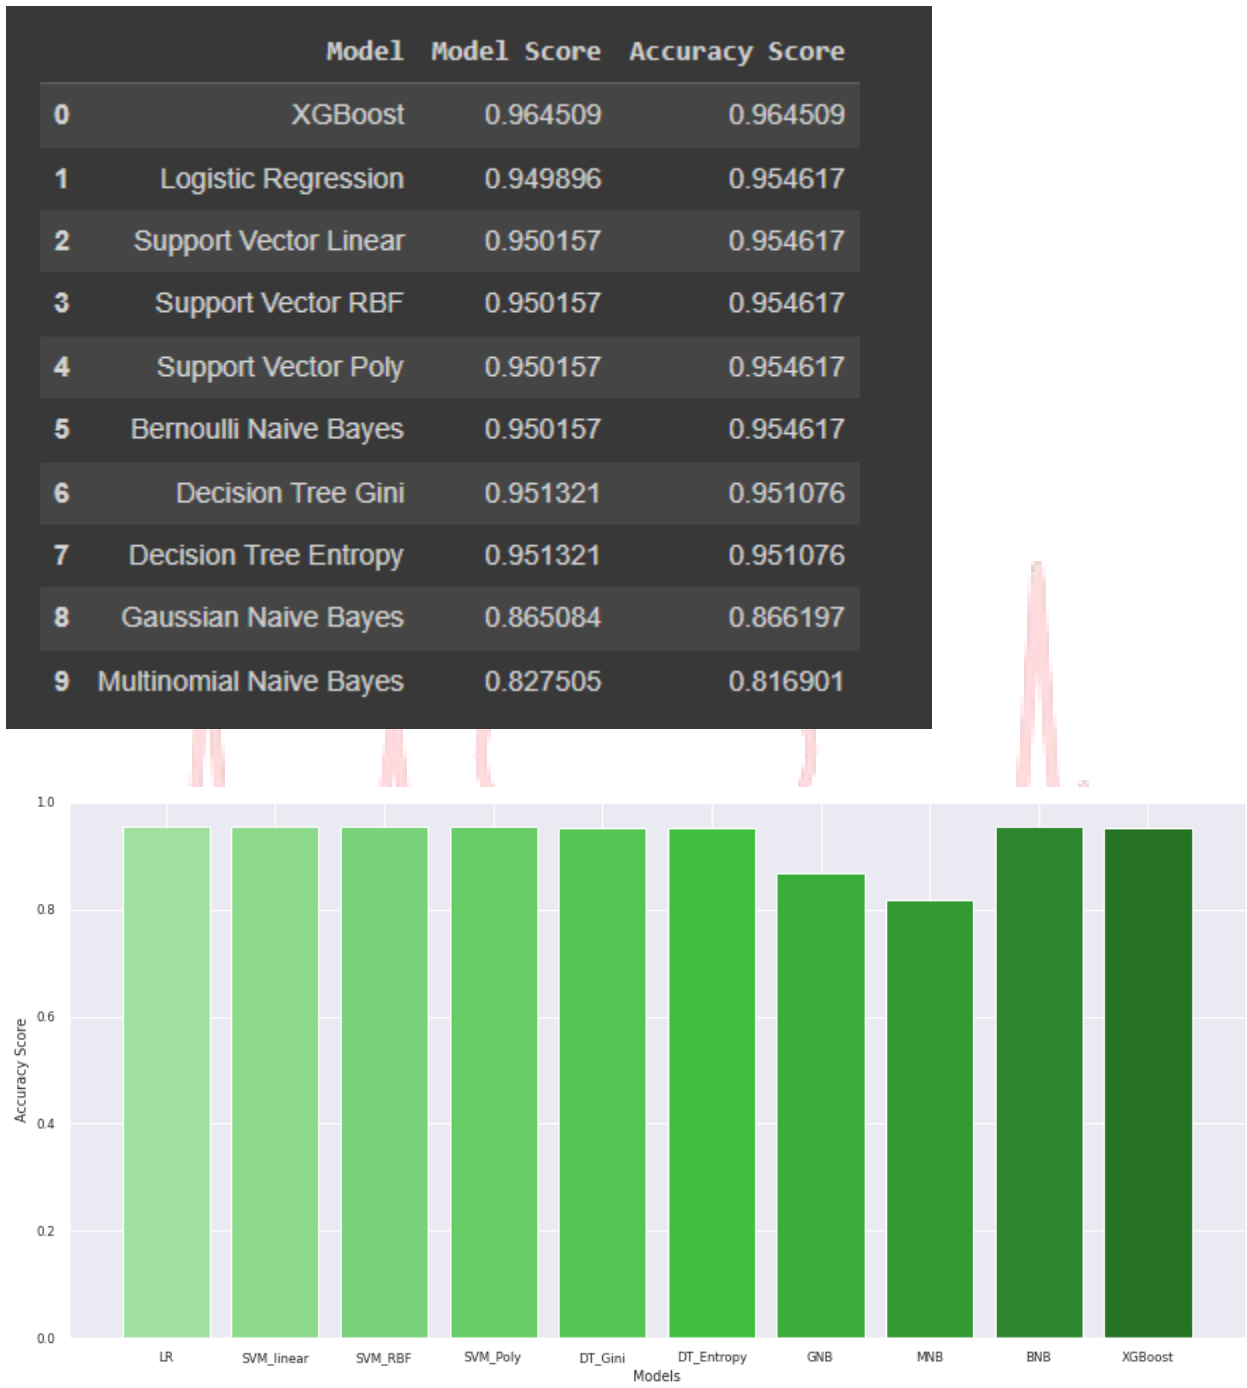 Model Model Score Accuracy Score
0 XGBoost 0.964509 0.964509
1 Logistic Regression 0.949896 0.954617
2 Support Vector Linear 0.950157 0.954617
3 Support Vector RBF 0.950157 0.954617
4 Support Vector Poly 0.950157 0.954617
5 Bernoulli Naive Bayes 0.950157 0.954617
6 Decision Tree Gini 0.951321 0.951076
7 Decision Tree Entropy 0.951321 0.951076
8 Gaussian Naive Bayes 0.865084 0.866197
9 Multinomial Naive Bayes 0.827505 0.816901
1.0
0.8
0.6
0.4
0.2
0.0
Accuracy Score
LR SVM_linear SVM_RBF SVM_Poly DT_Gini DT_Entropy GNB MNB BNB XGBoost
Models